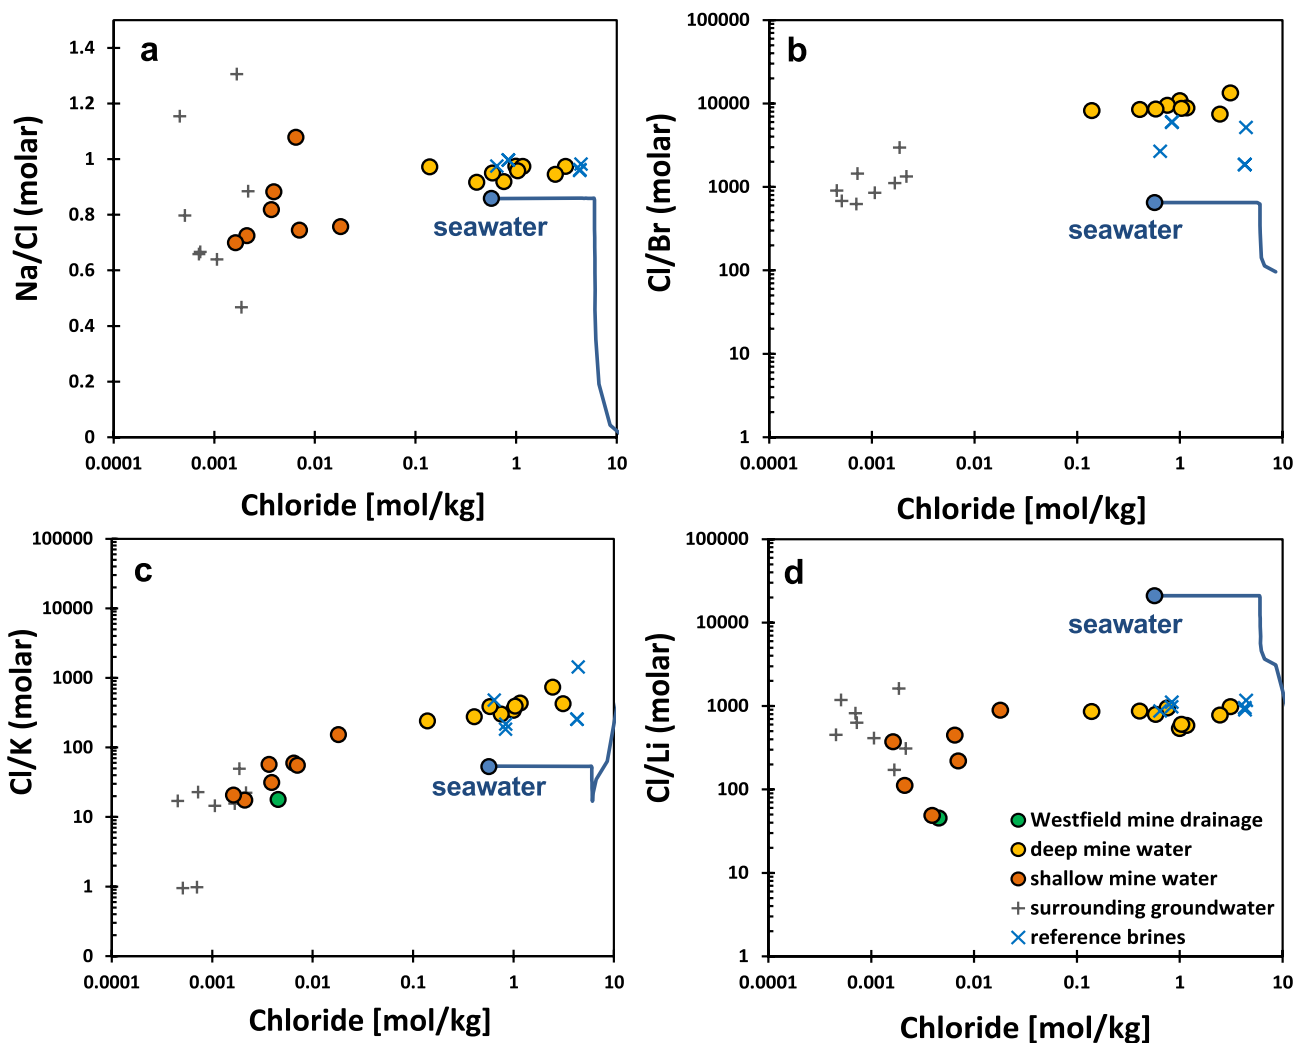 a
Na/Cl (molar)
1.4
1.2
1
0.8
0.6
0.4
0.2
0
seawater
0.0001 0.001 0.01 0.1 1 10
Chloride [mol/kg]
b
Cl/Br (molar)
100000
10000
1000
100
10
1
seawater
0.0001 0.001 0.01 0.1 1 10
Chloride [mol/kg]
c
Cl/K (molar)
100000
10000
1000
100
10
1
0
seawater
0.0001 0.001 0.01 0.1 1 10
Chloride [mol/kg]
d
Cl/Li (molar)
100000
10000
1000
100
10
1
seawater
Westfield mine drainage
deep mine water
shallow mine water
surrounding groundwater
reference brines
0.0001 0.001 0.01 0.1 1 10
Chloride [mol/kg]